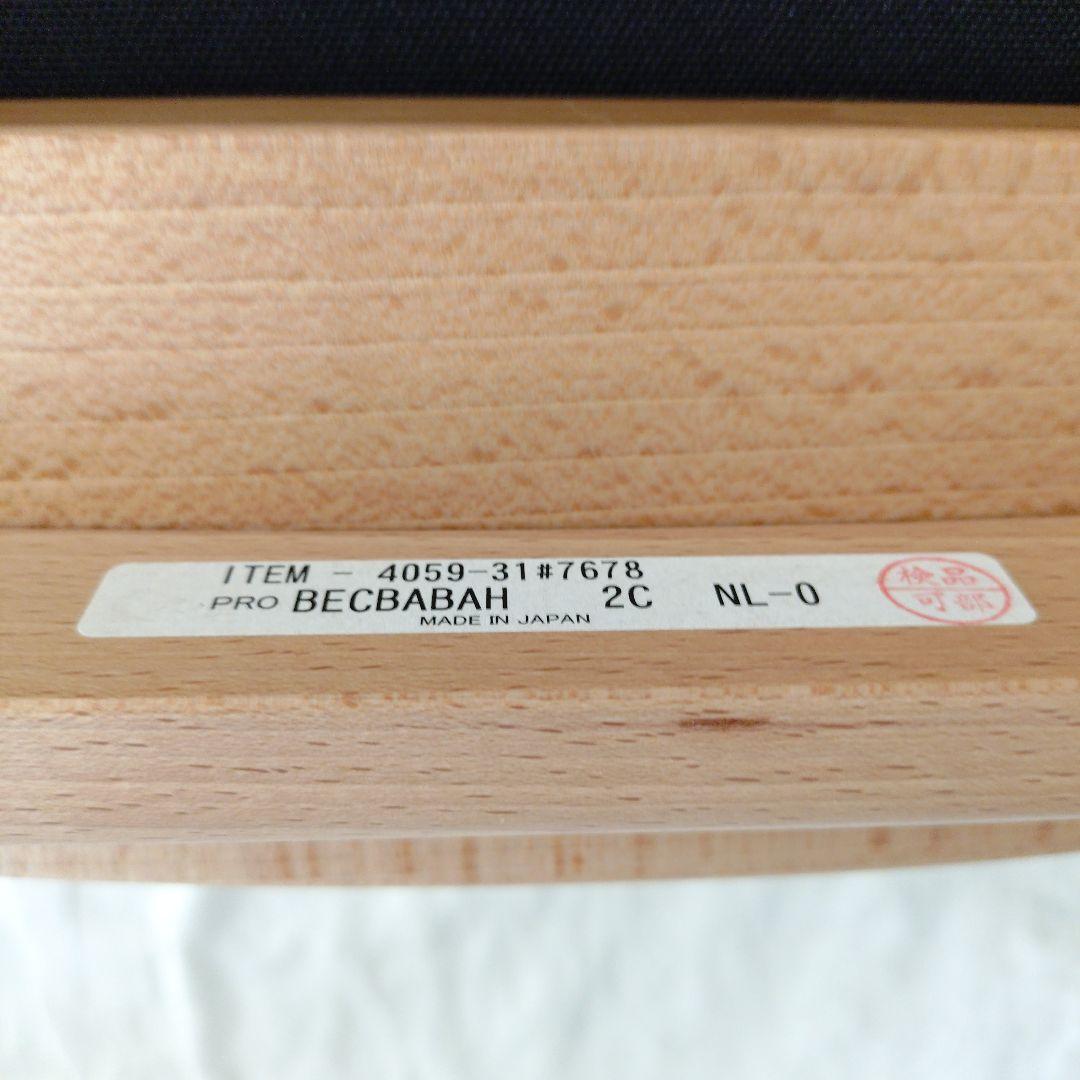 ITEM - 4059-31#7678
PRO BECBABAH 2C NL-0
MADE IN JAPAN
検品
可部